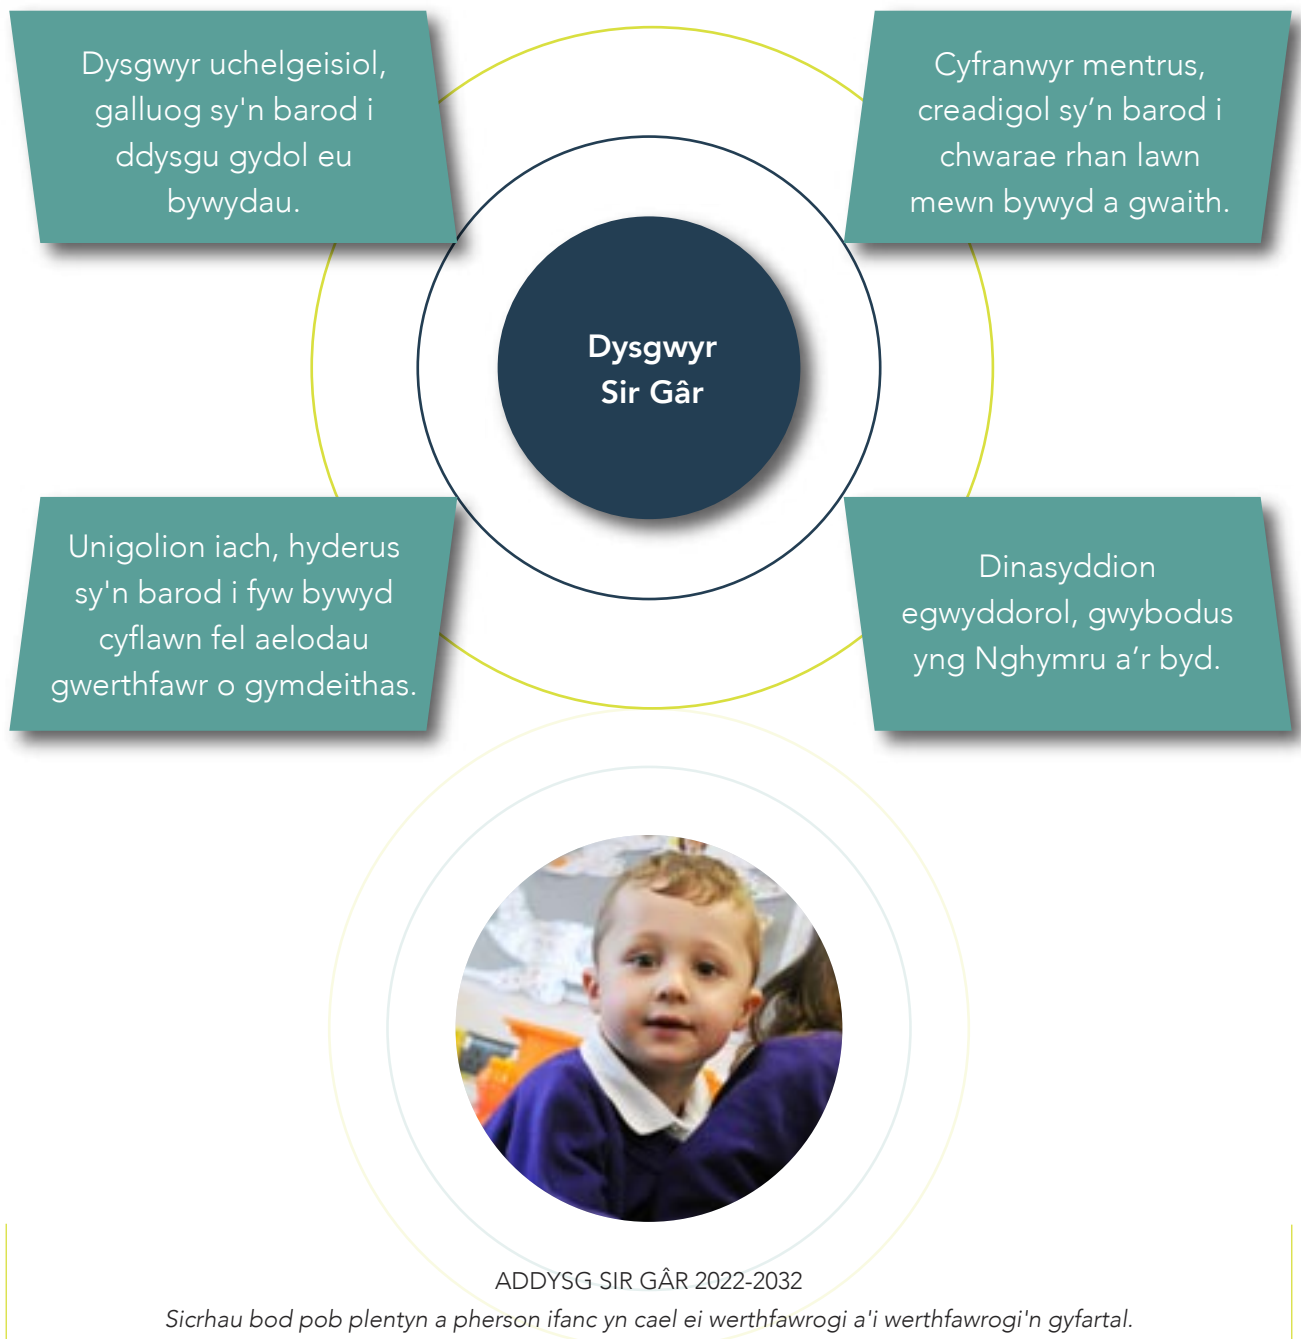 Dysgwyr uchelgeisiol,
galluog sy'n barod i
ddysgu gydol eu
bywydau.
Cyfranwyr mentrus,
creadigol sy’n barod i
chwarae rhan lawn
mewn bywyd a gwaith.
Dysgwyr
Sir Gâr
Unigolion iach, hyderus
sy'n barod i fyw bywyd
cyflawn fel aelodau
gwerthfawr o gymdeithas.
Dinasyddion
egwyddorol, gwybodus
yng Nghymru a’r byd.
ADDYSG SIR GÂR 2022-2032
Sicrhau bod pob plentyn a pherson ifanc yn cael ei werthfawrogi a'i werthfawrogi'n gyfartal.